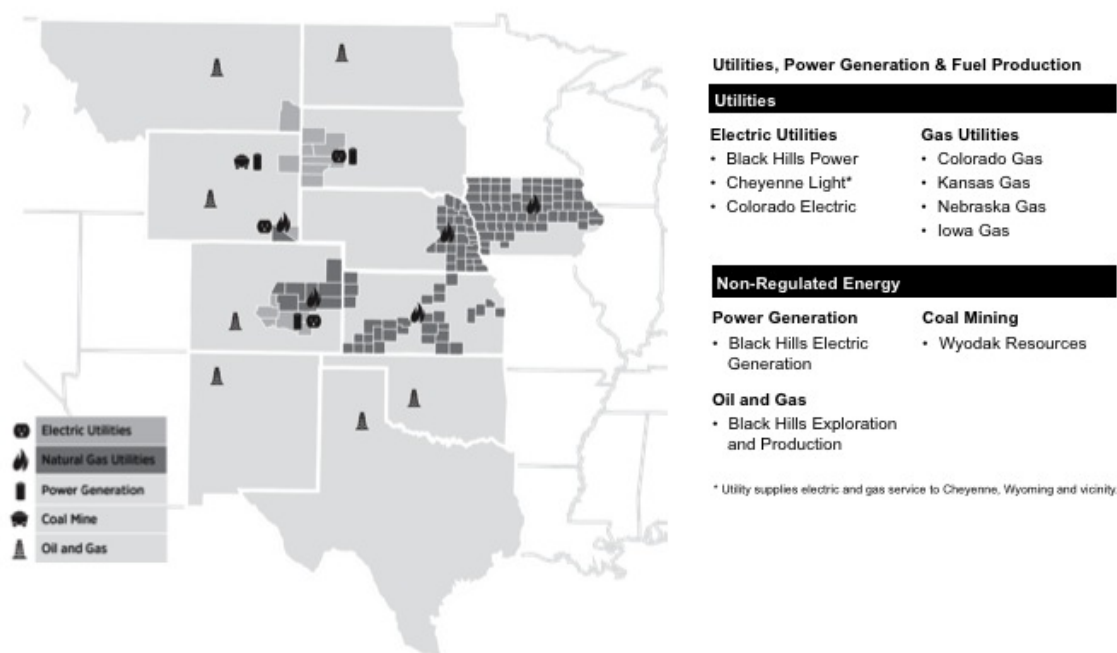 Utilities, Power Generation & Fuel Production
Utilities
Electric Utilities
• Black Hills Power
• Cheyenne Light*
• Colorado Electric
Gas Utilities
• Colorado Gas
• Kansas Gas
• Nebraska Gas
• Iowa Gas
Non-Regulated Energy
Power Generation
• Black Hills Electric
Generation
Coal Mining
• Wyodak Resources
Oil and Gas
• Black Hills Exploration
and Production
* Utility supplies electric and gas service to Cheyenne, Wyoming and vicinity.
Electric Utilities
Natural Gas Utilities
Power Generation
Coal Mine
Oil and Gas